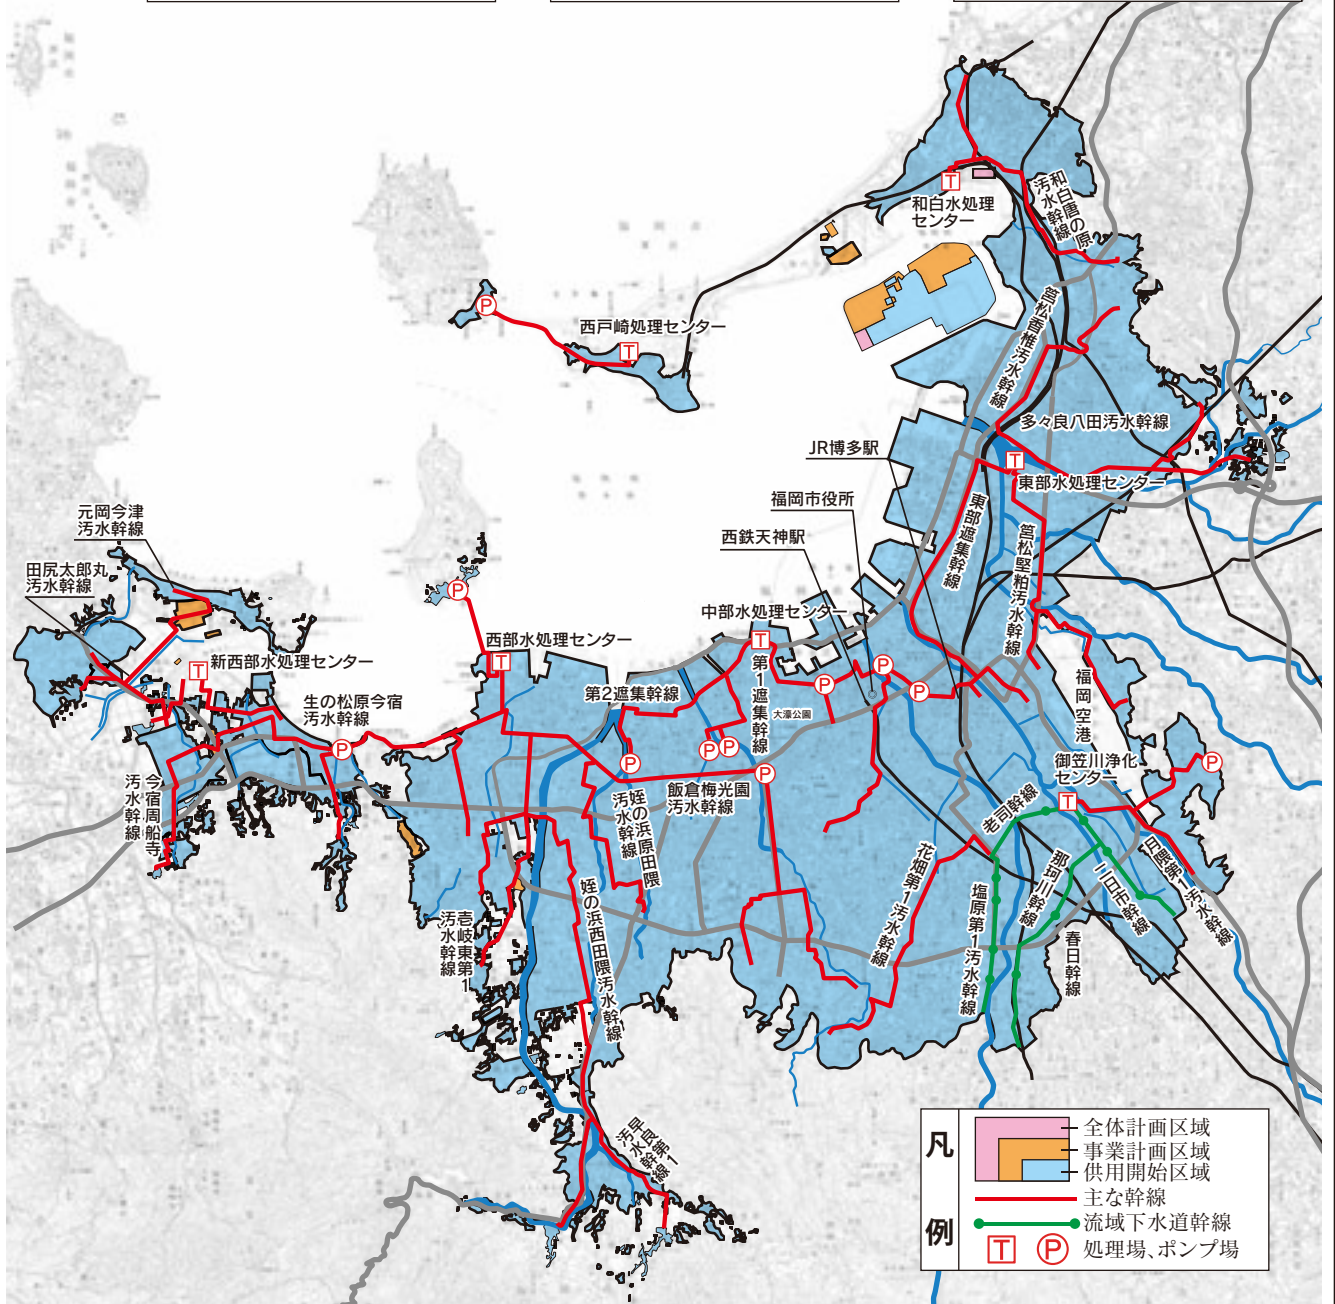 和白水処理
センター
和白唐の原
汚水幹線
西戸崎処理センター
筥松香椎汚水幹線
多々良八田汚水幹線
JR博多駅
東部水処理センター
福岡市役所
東部遮集幹線
西鉄天神駅
筥松堅粕汚水幹線
元岡今津
汚水幹線
田尻太郎丸
汚水幹線
中部水処理センター
西部水処理センター
新西部水処理センター
第1遮集幹線
第2遮集幹線
生の松原今宿
汚水幹線
大濠公園
福岡空港
御笠川浄化
センター
今宿周船寺
汚水幹線
飯倉梅光園
汚水幹線
姪の浜原田隈
汚水幹線
老司幹線
花畑第1汚水幹線
那珂川幹線
二日市幹線
月隈第1汚水幹線
姪の浜西田隈汚水幹線
塩原第1汚水幹線
壱岐東第1
汚水幹線
春日幹線
早良第1
汚水幹線
凡例
全体計画区域
事業計画区域
供用開始区域
主な幹線
流域下水道幹線
T P 処理場、ポンプ場
T
T
T
T
T
T
T
T
P
P
P
P
P
P
P
P
P
P
P